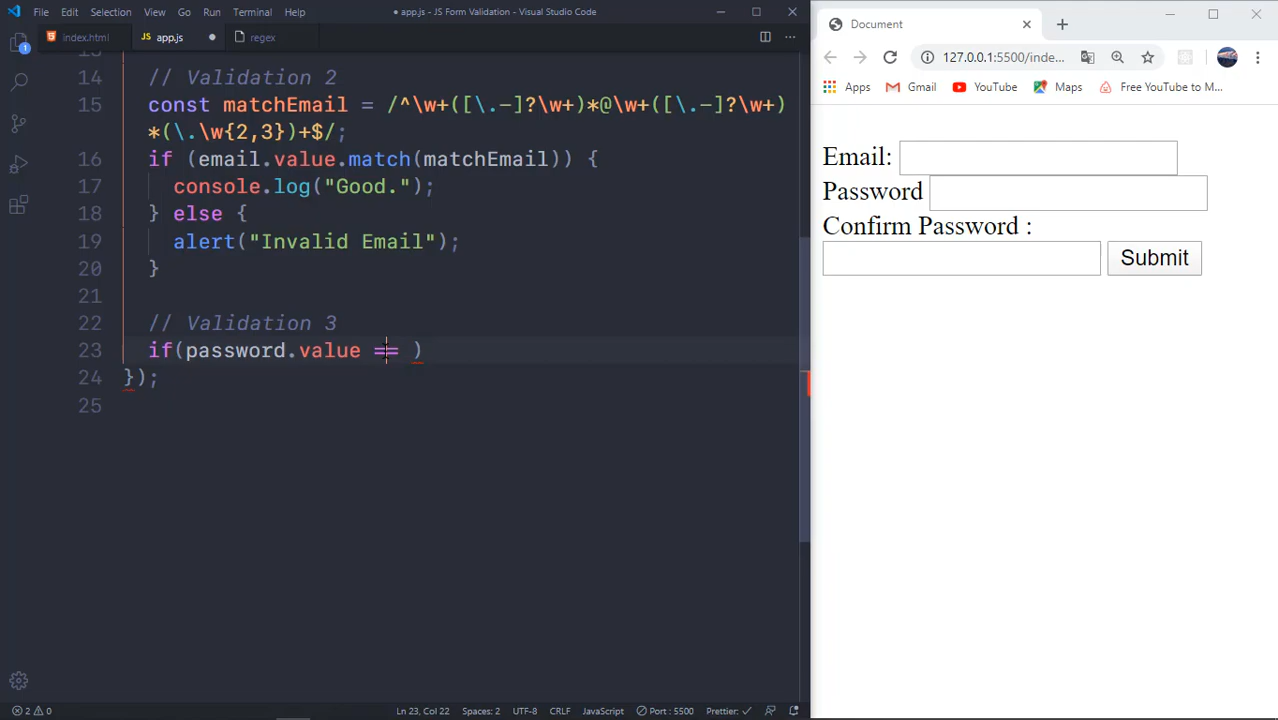 File Edit Selection View Go Run Terminal Help ● app.js - JS Form Validation - Visual Studio Code
index.html JS app.js ● regex
14 // Validation 2
15 const matchEmail = /^\w+([\.-]?\w+)*@\w+([\.-]?\w+)
*(\.\w{2,3})+$/;
16 if (email.value.match(matchEmail)) {
17 console.log("Good.");
18 } else {
19 alert("Invalid Email");
20 }
21
22 // Validation 3
23 if(password.value == )
24 });
25
1
2 0 Ln 23, Col 22 Spaces: 2 UTF-8 CRLF JavaScript Port : 5500 Prettier: ✓
Document
127.0.0.1:5500/inde...
Apps Gmail YouTube Maps Free YouTube to M...
Email:
Password
Confirm Password :
Submit